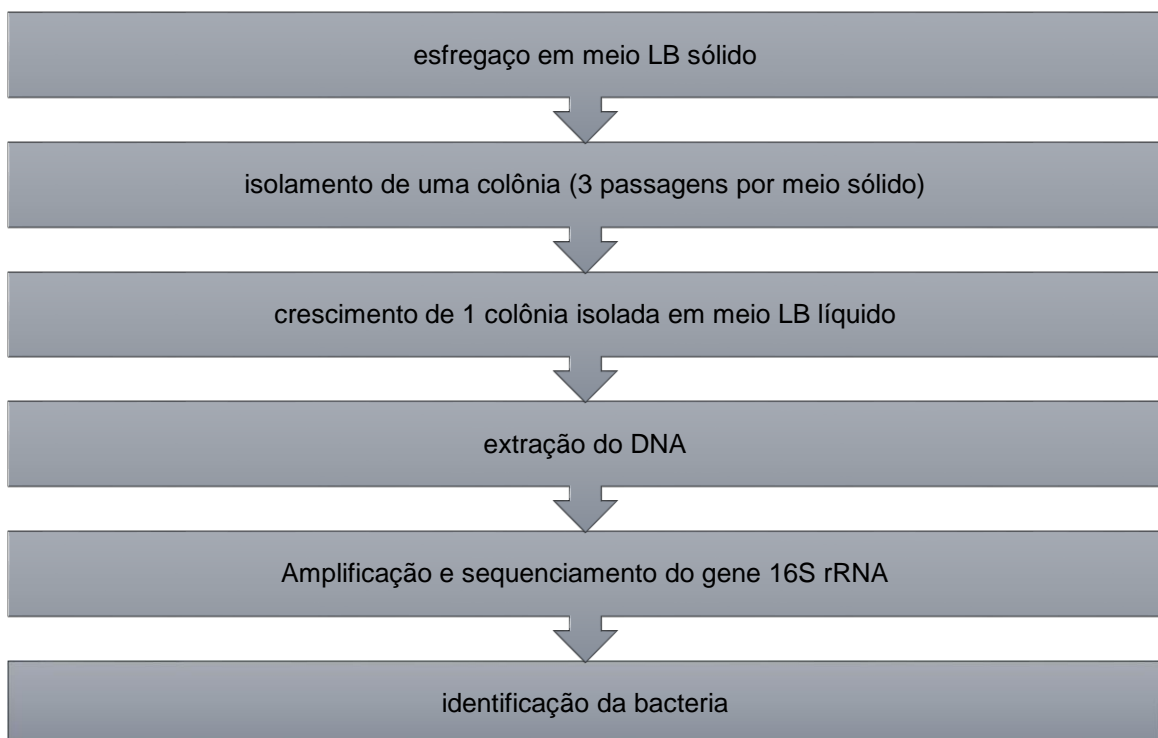 esfregaço em meio LB sólido
isolamento de uma colônia (3 passagens por meio sólido)
crescimento de 1 colônia isolada em meio LB líquido
extração do DNA
Amplificação e sequenciamento do gene 16S rRNA
identificação da bacteria